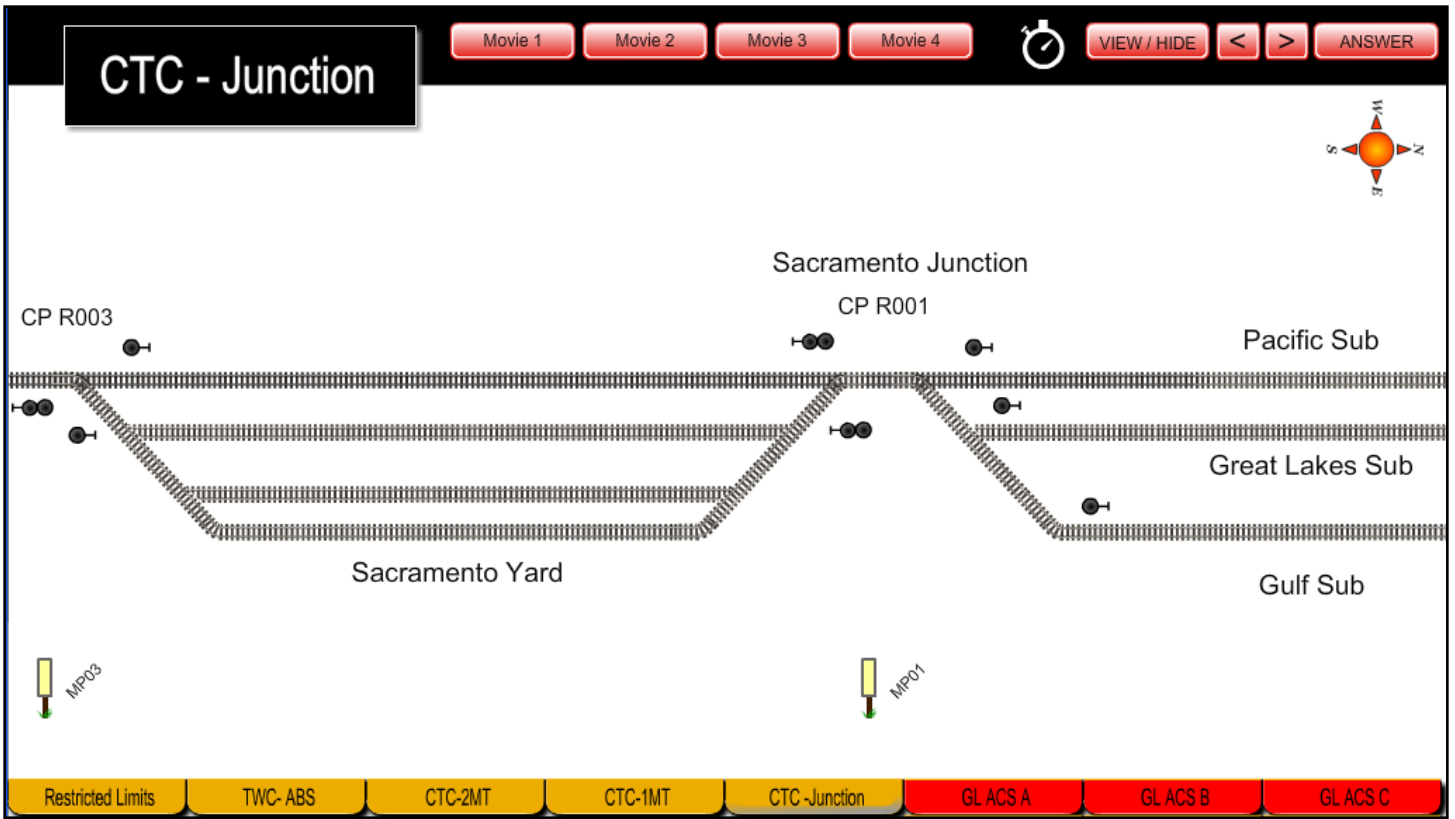 Movie 1
Movie 2
Movie 3
Movie 4
VIEW / HIDE
<
>
ANSWER
CTC - Junction
W
S
N
E
Sacramento Junction
CP R003
CP R001
Pacific Sub
Great Lakes Sub
Sacramento Yard
Gulf Sub
MP03
MP01
Restricted Limits
TWC- ABS
CTC-2MT
CTC-1MT
CTC -Junction
GL ACS A
GL ACS B
GL ACS C